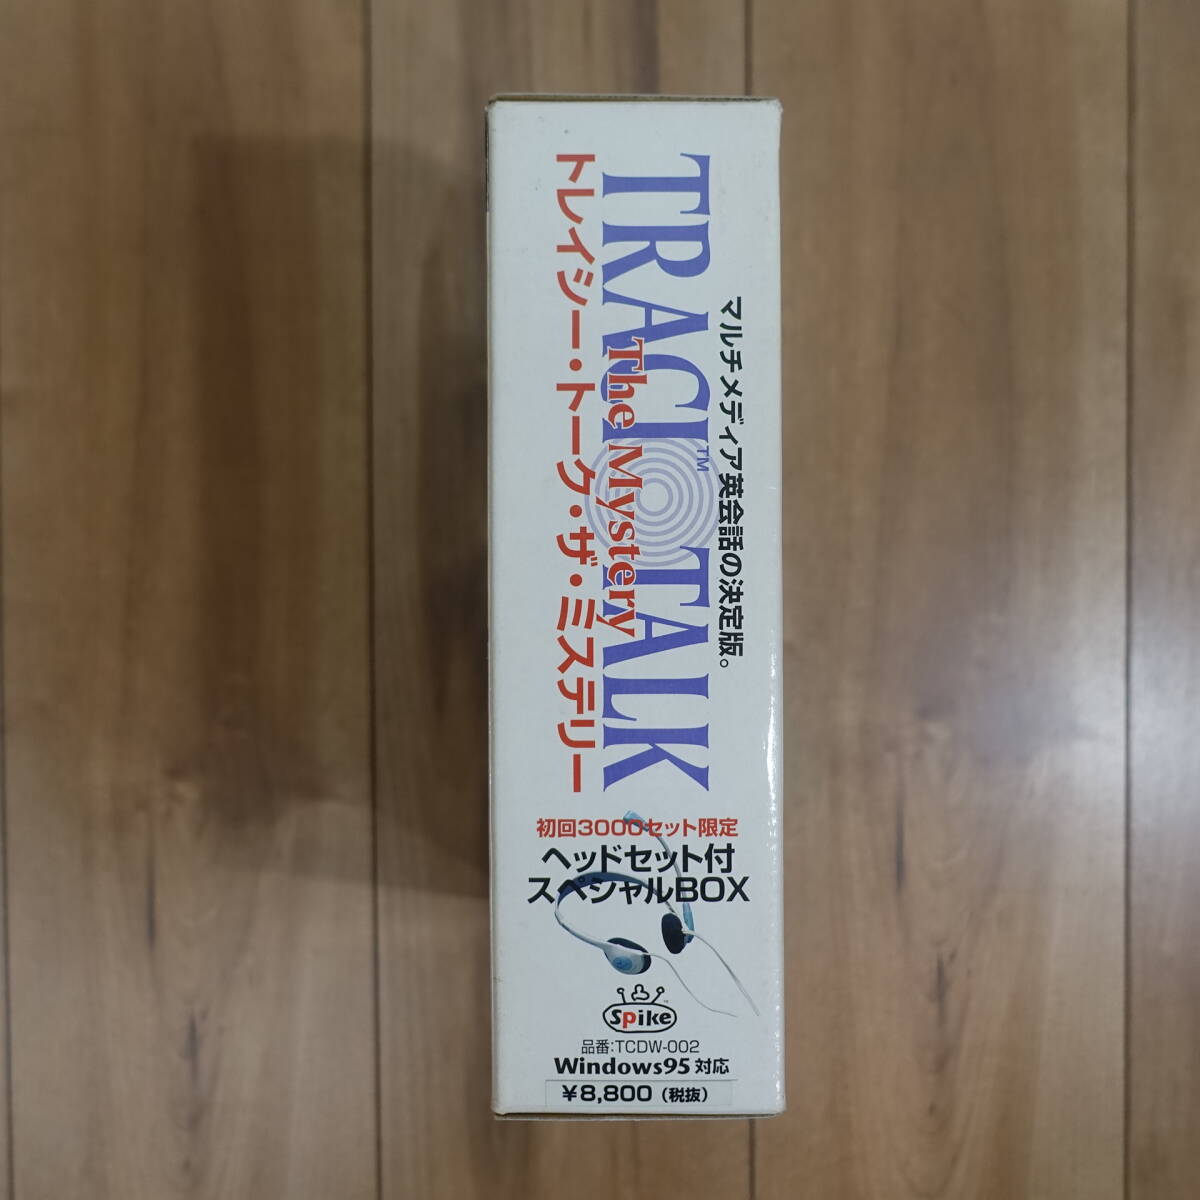 マルチメディア英会話の決定版。
TRACI TALK™
The Mystery
トレイシー・トーク・ザ・ミステリー
初回3000セット限定
ヘッドセット付
スペシャルBOX
Spike
品番:TCDW-002
Windows95 対応
¥8,800（税抜）